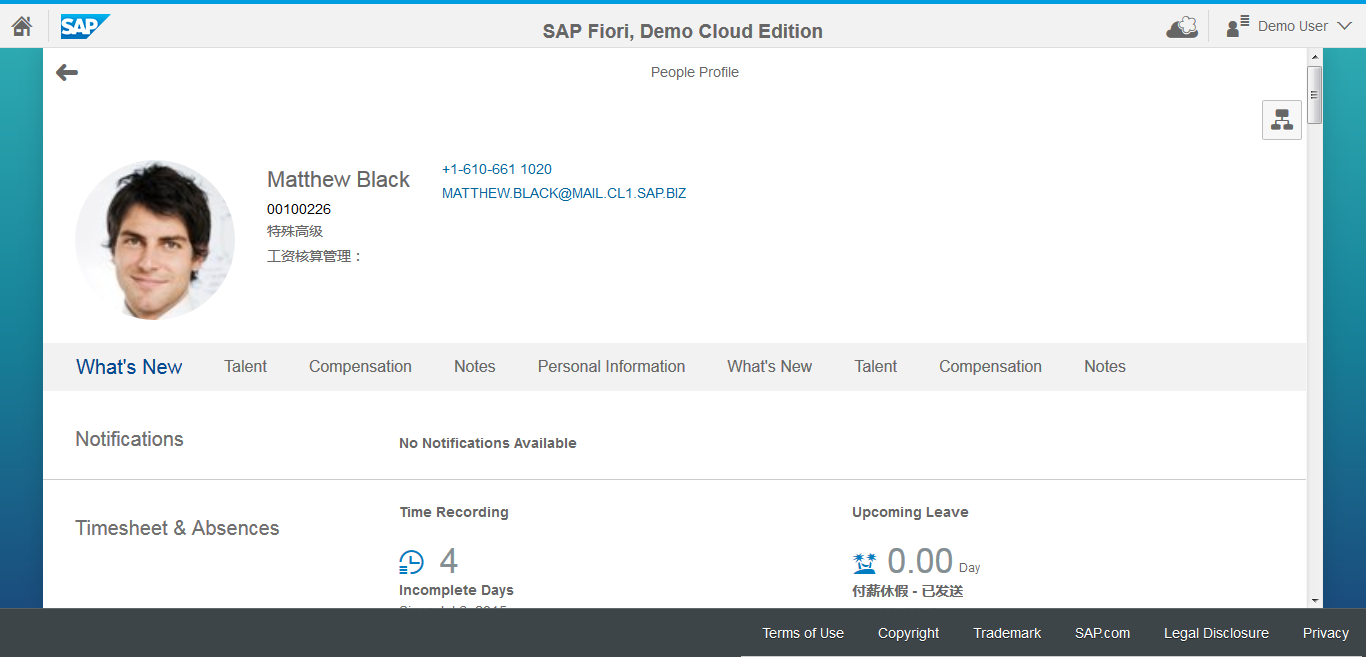 SAP
SAP Fiori, Demo Cloud Edition
Demo User
People Profile
Matthew Black
00100226
特殊高级
工资核算管理：
+1-610-661 1020
MATTHEW.BLACK@MAIL.CL1.SAP.BIZ
What's New Talent Compensation Notes Personal Information What's New Talent Compensation Notes
Notifications
No Notifications Available
Timesheet & Absences
Time Recording
4
Incomplete Days
Upcoming Leave
0.00 Day
付薪休假 - 已发送
Terms of Use Copyright Trademark SAP.com Legal Disclosure Privacy